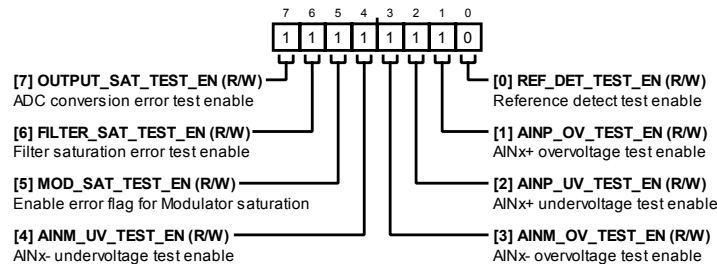 7 6 5 4 3 2 1 0
1 1 1 1 1 1 1 0
[7] OUTPUT_SAT_TEST_EN (R/W)
ADC conversion error test enable
[6] FILTER_SAT_TEST_EN (R/W)
Filter saturation error test enable
[5] MOD_SAT_TEST_EN (R/W)
Enable error flag for Modulator saturation
[4] AINM_UV_TEST_EN (R/W)
AINx- undervoltage test enable
[0] REF_DET_TEST_EN (R/W)
Reference detect test enable
[1] AINP_OV_TEST_EN (R/W)
AINx+ overvoltage test enable
[2] AINP_UV_TEST_EN (R/W)
AINx+ undervoltage test enable
[3] AINM_OV_TEST_EN (R/W)
AINx- overvoltage test enable